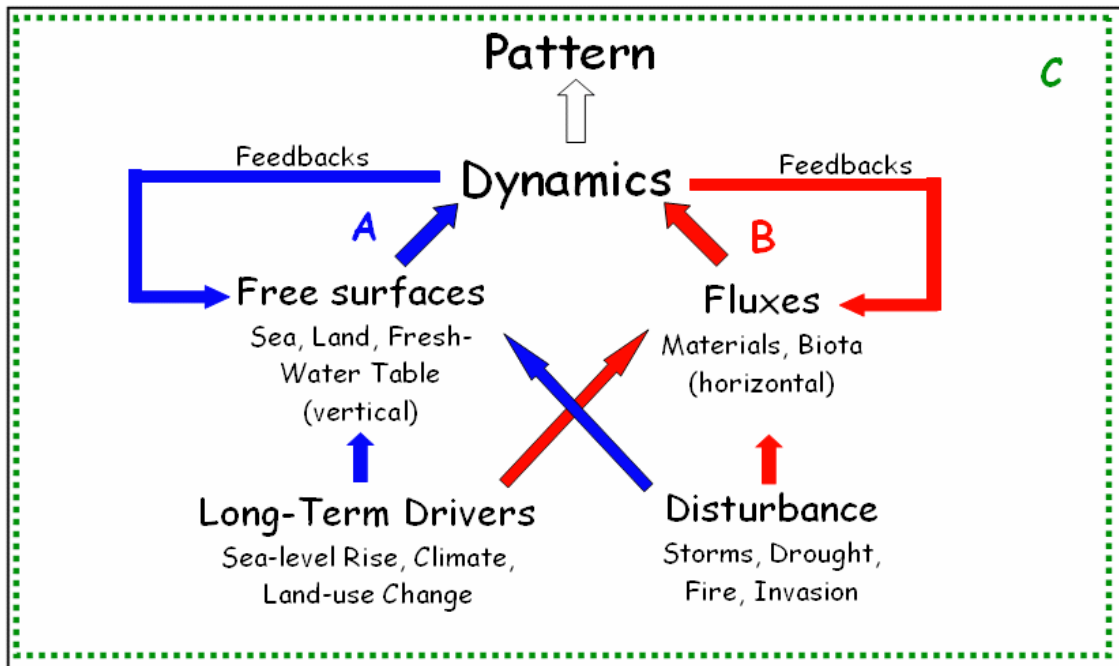 Pattern
C
Feedbacks
Feedbacks
Dynamics
A
B
Free surfaces
Sea, Land, Fresh-
Water Table
(vertical)
Fluxes
Materials, Biota
(horizontal)
Long-Term Drivers
Sea-level Rise, Climate,
Land-use Change
Disturbance
Storms, Drought,
Fire, Invasion